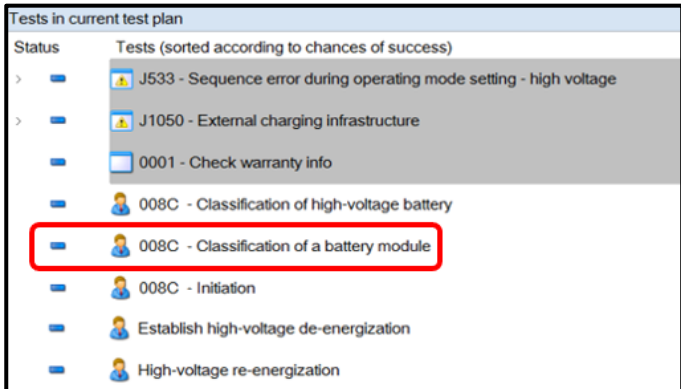 Tests in current test plan
Status Tests (sorted according to chances of success)
J533 - Sequence error during operating mode setting - high voltage
J1050 - External charging infrastructure
0001 - Check warranty info
008C - Classification of high-voltage battery
008C - Classification of a battery module
008C - Initiation
Establish high-voltage de-energization
High-voltage re-energization